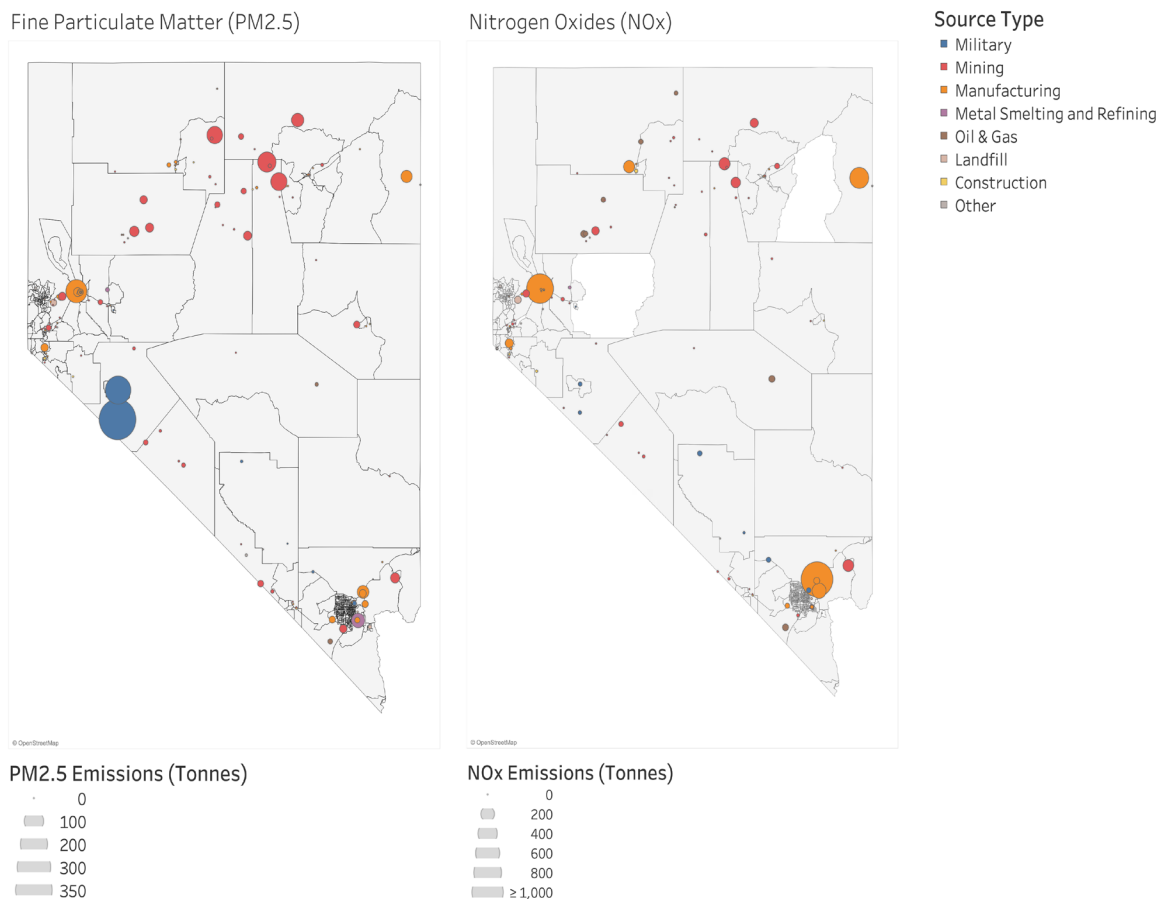 Fine Particulate Matter (PM2.5)
Nitrogen Oxides (NOx)
Source Type
Military
Mining
Manufacturing
Metal Smelting and Refining
Oil & Gas
Landfill
Construction
Other
© OpenStreetMap
© OpenStreetMap
PM2.5 Emissions (Tonnes)
0
100
200
300
350
NOx Emissions (Tonnes)
0
200
400
600
800
≥ 1,000